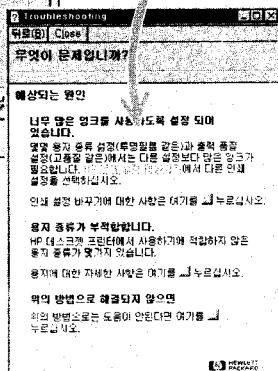 Troubleshooting
뒤로(B) Close
무엇이 문제입니까?
예상되는 원인
너무 많은 잉크를 사용하도록 설정 되어
있습니다.
몇몇 용지 종류 설정(투명필름 같은)과 출력 품질
설정(고품질 같은)에서는 다른 설정보다 많은 잉크가
필요합니다. 에서 다른 인쇄
설정을 선택하십시오.
인쇄 설정 바꾸기에 대한 사항은 여기를 누르십시오.
용지 종류가 부적합합니다.
HP 데스크젯 프린터에서 사용하기에 적합하지 않은
용지 종류가 몇가지 있습니다.
용지에 대한 자세한 사항은 여기를 누르십시오.
위의 방법으로 해결되지 않으면
위의 방법으로는 도움이 안된다면 여기를
누르십시오.
HEWLETT
PACKARD